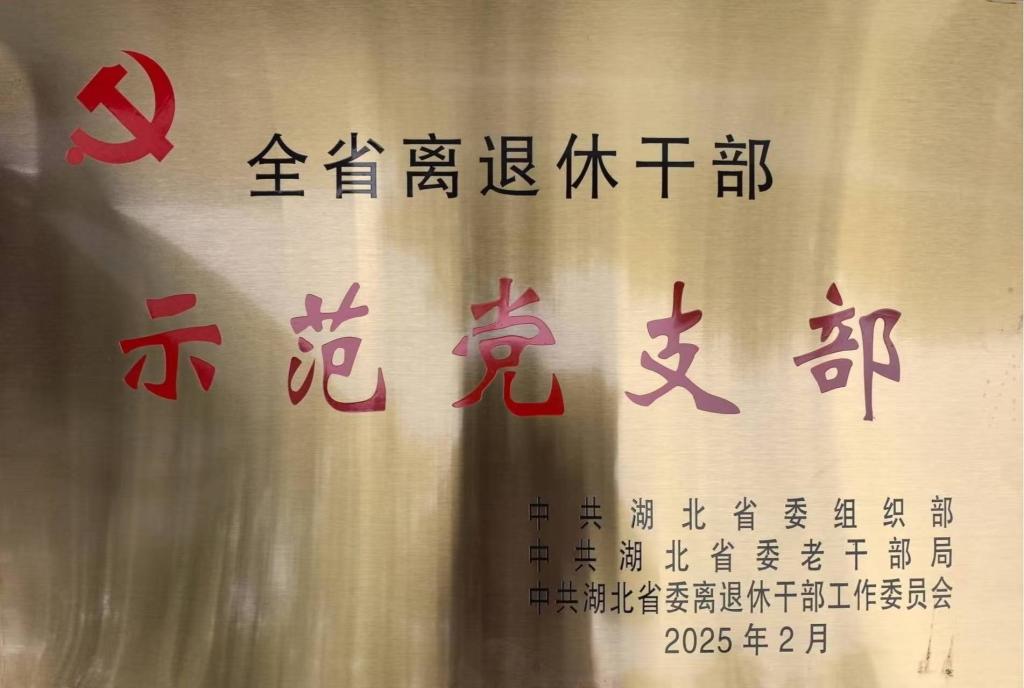 全省离退休干部
示范党支部
中共湖北省委组织部
中共湖北省委老干部局
中共湖北省委离退休干部工作委员会
2025年2月